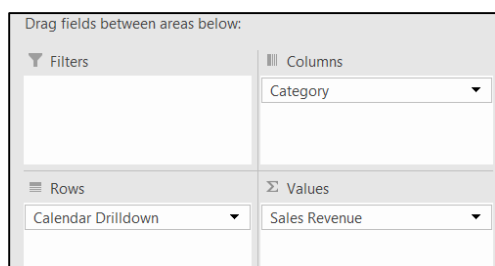 Drag fields between areas below:
Filters
Columns
Category
Rows
Σ Values
Calendar Drilldown
Sales Revenue